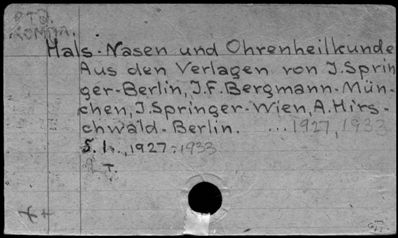 Hals- Nasen und Ohrenheilkunde
Aus den Verlagen von J.Sprin
ger-Berlin, J.F. Bergmann-Mün-
chen, J.Springer-Wien, A.Hirs-
chwald-Berlin. ...1927, 1933
1927-1933